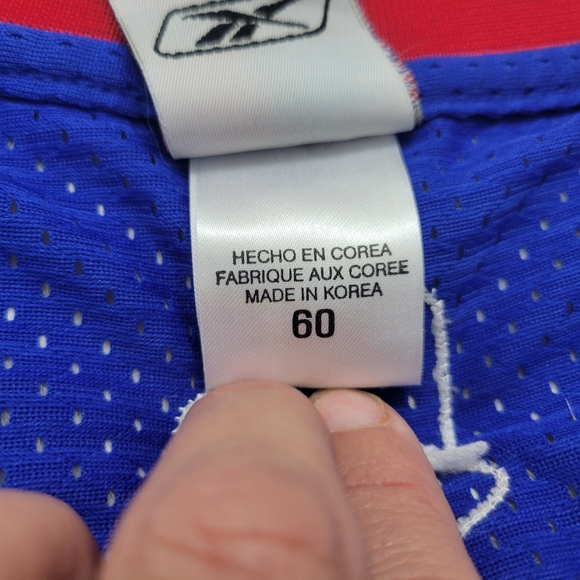 HECHO EN COREA
FABRIQUE AUX COREE
MADE IN KOREA
60